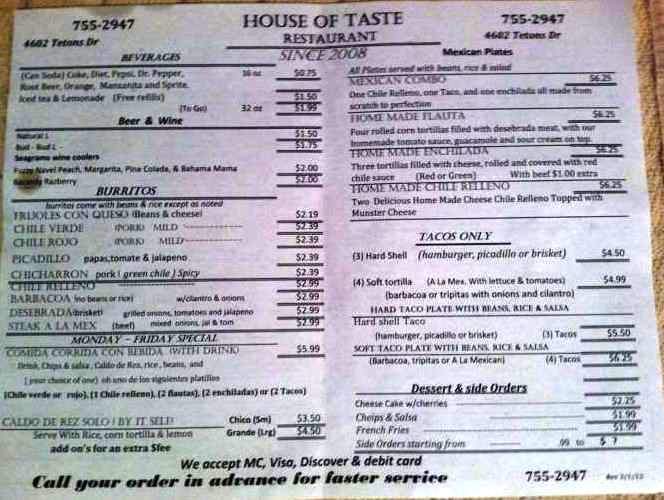 755-2947
HOUSE OF TASTE
755-2947
4602 Tetons Dr
RESTAURANT
4602 Tetons Dr
SINCE 2008
BEVERAGES
(Can Soda) Coke, Diet, Pepsi, Dr. Pepper, 16 oz $0.75
Root Beer, Orange, Manzanita and Sprite.
Iced tea & Lemonade (Free refills) $1.50
(To Go) 32 oz $1.99
Beer & Wine
Natural L $1.50
Bud - Bud L - $1.75
Seagrams wine coolers
Fuzzy Navel Peach, Margarita, Pina Colada, & Bahama Mama $2.00
Razberry $2.00
BURRITOS
burritos come with beans & rice except as noted
FRIJOLES CON QUESO (Beans & cheese) $2.19
CHILE VERDE (PORK) MILD $2.39
CHILE ROJO (PORK) MILD $2.39
PICADILLO papas,tomate & jalapeno $2.39
CHICHARRON pork ( green chile ) Spicy $2.39
CHILE RELLENO $2.99
BARBACOA (no beans or rice) w/cilantro & onions $2.99
DESEBRADA(brisket) grilled onions, tomatoes and jalapeno $2.99
STEAK A LA MEX (beef) mixed onions, jal & tom $2.99
MONDAY - FRIDAY SPECIAL
COMIDA CORRIDA CON BEBIDA (WITH DRINK) $5.99
Drink, Chips & salsa, Caldo de Rez, rice, beans, and
( your choice of one) oh uno de los siguientes platillos
(Chile verde or rojo), (1 Chile relleno), (2 flautas), (2 enchiladas) or (2 Tacos)
CALDO DE REZ SOLO ( BY IT SELF) Chico (Sm) $3.50
Serve With Rice, corn tortilla & lemon Grande (Lrg) $4.50
add on's for an extra $fee
Mexican Plates
All Plates served with beans, rice & salad
MEXICAN COMBO $6.25
One Chile Relleno, one Taco, and one enchilada all made from
scratch to perfection
HOME MADE FLAUTA $6.25
Four rolled corn tortillas filled with desebrada meat, with our
homemade tomato sauce, guacamole and sour cream on top.
HOME MADE ENCHILADA $6.25
Three tortillas filled with cheese, rolled and covered with red
chile sauce (Red or Green) With beef $1.00 extra
HOME MADE CHILE RELLENO $6.25
Two Delicious Home Made Cheese Chile Relleno Topped with
Munster Cheese
TACOS ONLY
(3) Hard Shell (hamburger, picadillo or brisket) $4.50
(4) Soft tortilla (A La Mex. With lettuce & tomatoes) $4.99
(barbacoa or tripitas with onions and cilantro)
HARD TACO PLATE WITH BEANS, RICE & SALSA
Hard shell Taco
(hamburger, picadillo or brisket) (3) Tacos $5.50
SOFT TACO PLATE WITH BEANS, RICE & SALSA
(Barbacoa, tripitas or A La Mexican) (4) Tacos $6.25
Dessert & side Orders
Cheese Cake w/cherries $2.25
Cheips & Salsa $1.99
French Fries $1.99
Side Orders starting from .99 to $ ?
We accept MC, Visa, Discover & debit card
Call your order in advance for faster service 755-2947